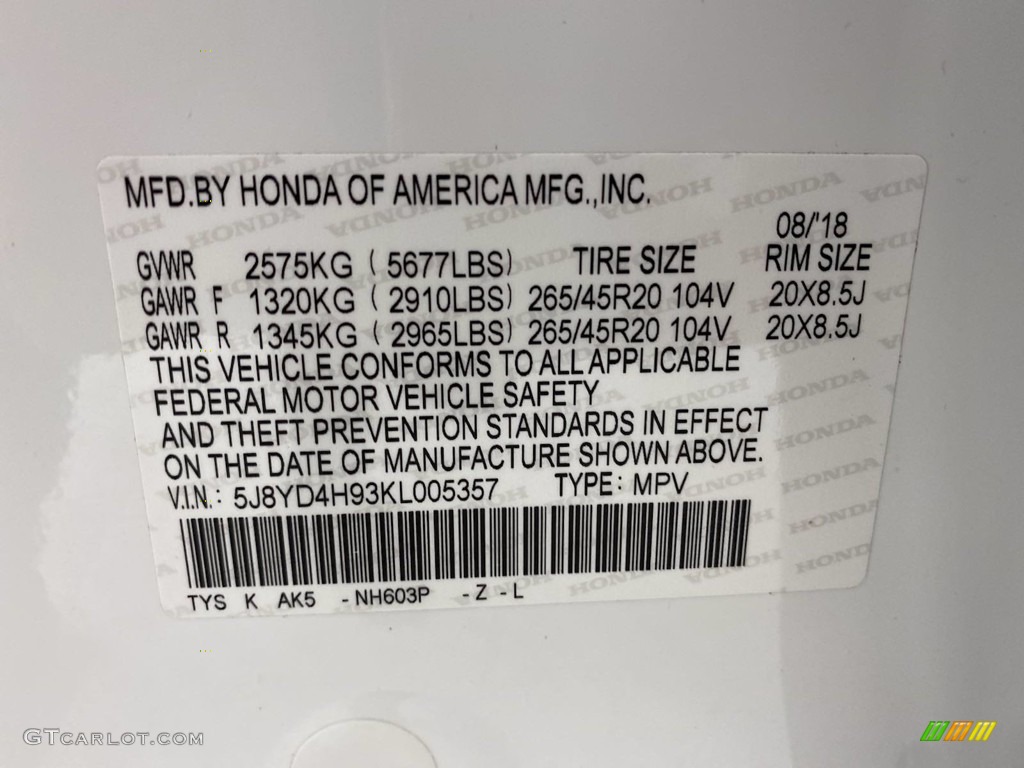 MFD.BY HONDA OF AMERICA MFG.,INC.
08/'18
GVWR 2575KG ( 5677LBS) TIRE SIZE RIM SIZE
GAWR F 1320KG ( 2910LBS) 265/45R20 104V 20X8.5J
GAWR R 1345KG ( 2965LBS) 265/45R20 104V 20X8.5J
THIS VEHICLE CONFORMS TO ALL APPLICABLE
FEDERAL MOTOR VEHICLE SAFETY
AND THEFT PREVENTION STANDARDS IN EFFECT
ON THE DATE OF MANUFACTURE SHOWN ABOVE.
V.I.N.: 5J8YD4H93KL005357 TYPE: MPV
TYS K AK5 -NH603P -Z -L
GTCARLOT.COM